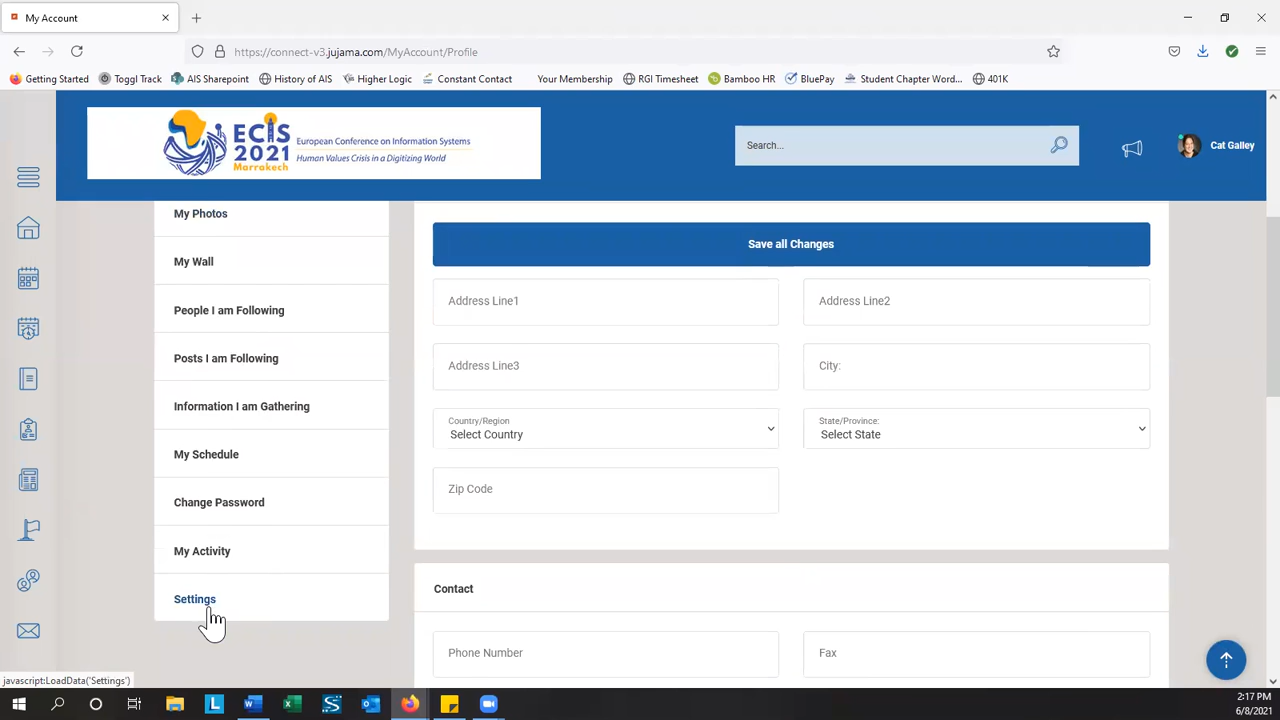 My Account
https://connect-v3.jujama.com/MyAccount/Profile
Getting Started
Toggl Track
AIS Sharepoint
History of AIS
Higher Logic
Constant Contact
Your Membership
RGI Timesheet
Bamboo HR
BluePay
Student Chapter Word...
401K
ECIS
2021
Marrakech
European Conference on Information Systems
Human Values Crisis in a Digitizing World
Search...
Cat Galley
My Photos
My Wall
People I am Following
Posts I am Following
Information I am Gathering
My Schedule
Change Password
My Activity
Settings
Save all Changes
Address Line1
Address Line2
Address Line3
City:
Country/Region
Select Country
State/Province:
Select State
Zip Code
Contact
Phone Number
Fax
javascript:LoadData('Settings')
2:17 PM
6/8/2021